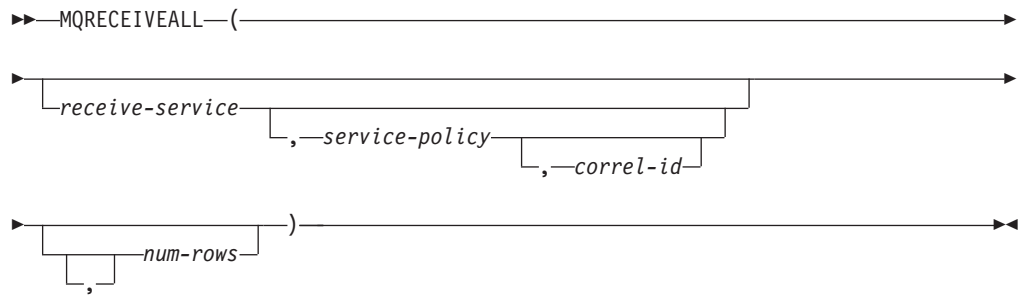 MQRECEIVEALL (
receive-service
, service-policy
, correl-id
num-rows )
,